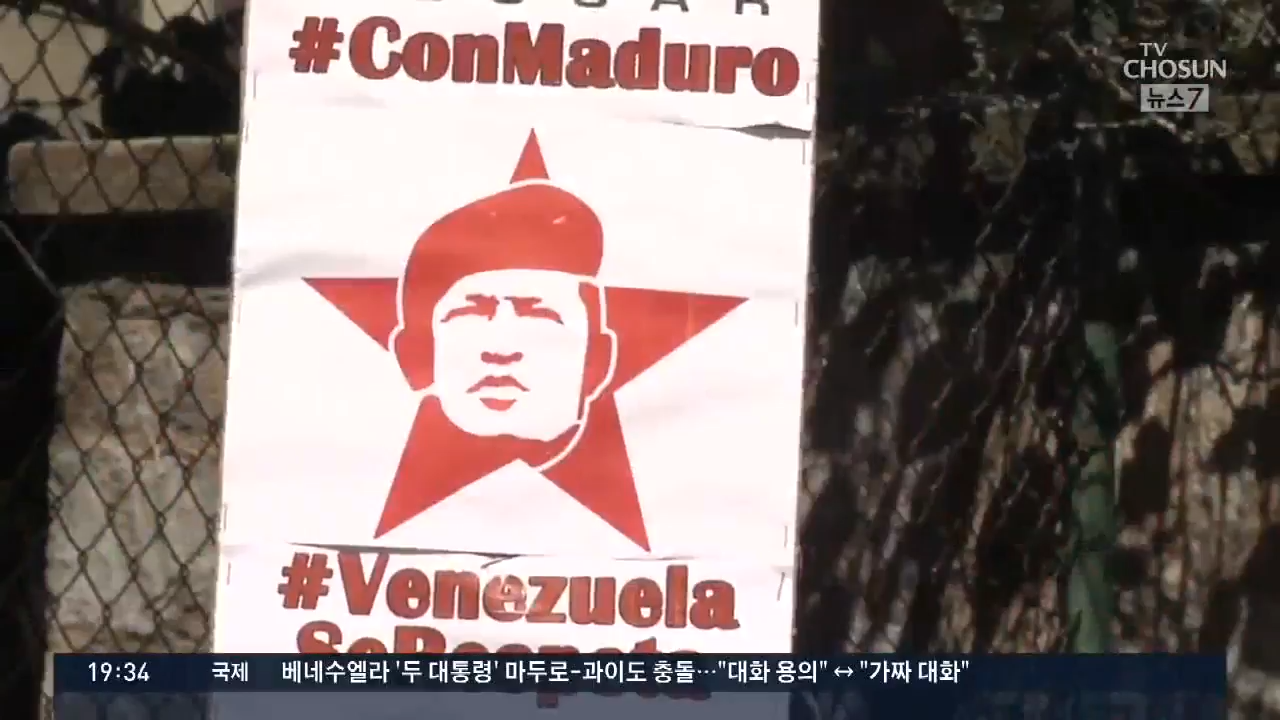 #ConMaduro
TV
CHOSUN
뉴스7
#Venezuela
SeRespeta
19:34 국제 베네수엘라 '두 대통령' 마두로-과이도 충돌…"대화 용의" ↔ "가짜 대화"